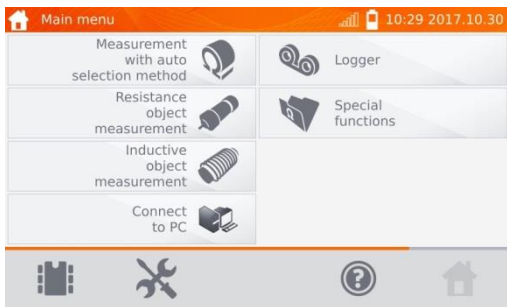 Main menu
10:29 2017.10.30
Measurement
with auto
selection method
Logger
Resistance
object
measurement
Special
functions
Inductive
object
measurement
Connect
to PC
?